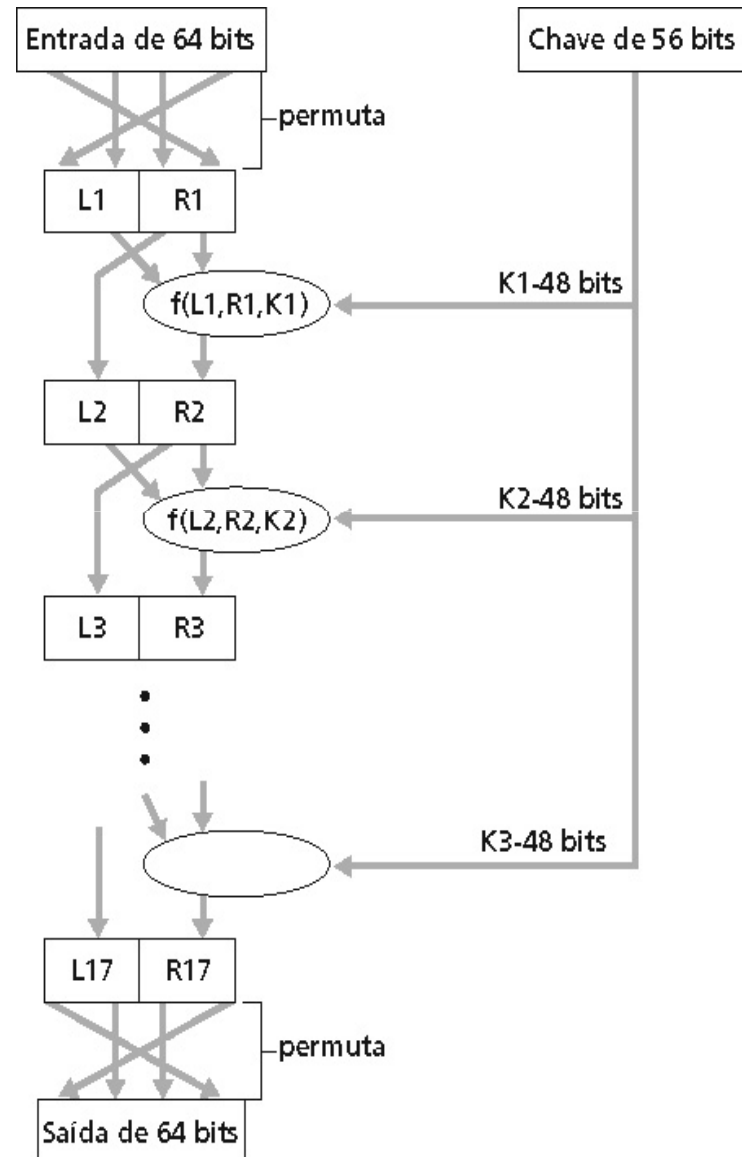 Entrada de 64 bits
Chave de 56 bits
permuta
L1 R1
K1-48 bits
f(L1,R1,K1)
L2 R2
K2-48 bits
f(L2,R2,K2)
L3 R3
K3-48 bits
L17 R17
permuta
Saída de 64 bits